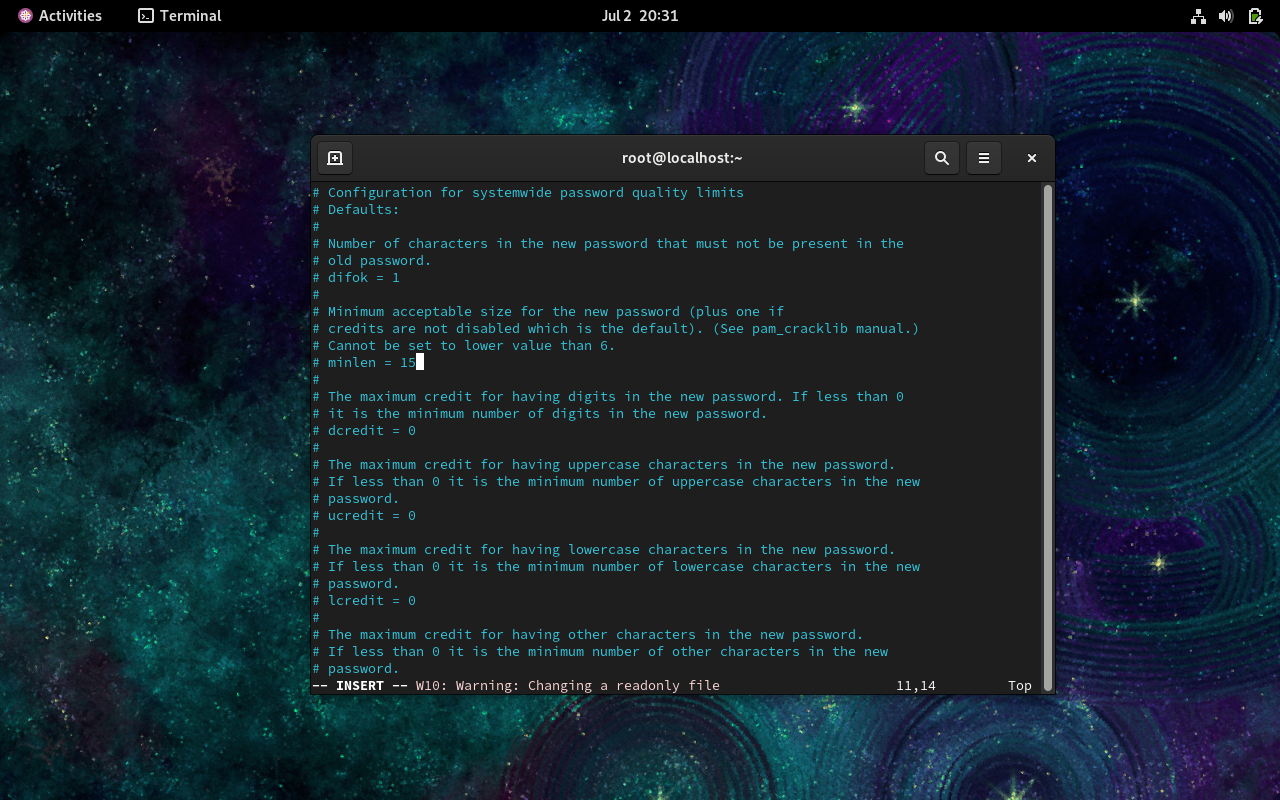 Activities Terminal Jul 2 20:31
root@localhost:~
# Configuration for systemwide password quality limits
# Defaults:
#
# Number of characters in the new password that must not be present in the
# old password.
# difok = 1
#
# Minimum acceptable size for the new password (plus one if
# credits are not disabled which is the default). (See pam_cracklib manual.)
# Cannot be set to lower value than 6.
# minlen = 15
#
# The maximum credit for having digits in the new password. If less than 0
# it is the minimum number of digits in the new password.
# dcredit = 0
#
# The maximum credit for having uppercase characters in the new password.
# If less than 0 it is the minimum number of uppercase characters in the new
# password.
# ucredit = 0
#
# The maximum credit for having lowercase characters in the new password.
# If less than 0 it is the minimum number of lowercase characters in the new
# password.
# lcredit = 0
#
# The maximum credit for having other characters in the new password.
# If less than 0 it is the minimum number of other characters in the new
# password.
-- INSERT -- W10: Warning: Changing a readonly file 11,14 Top